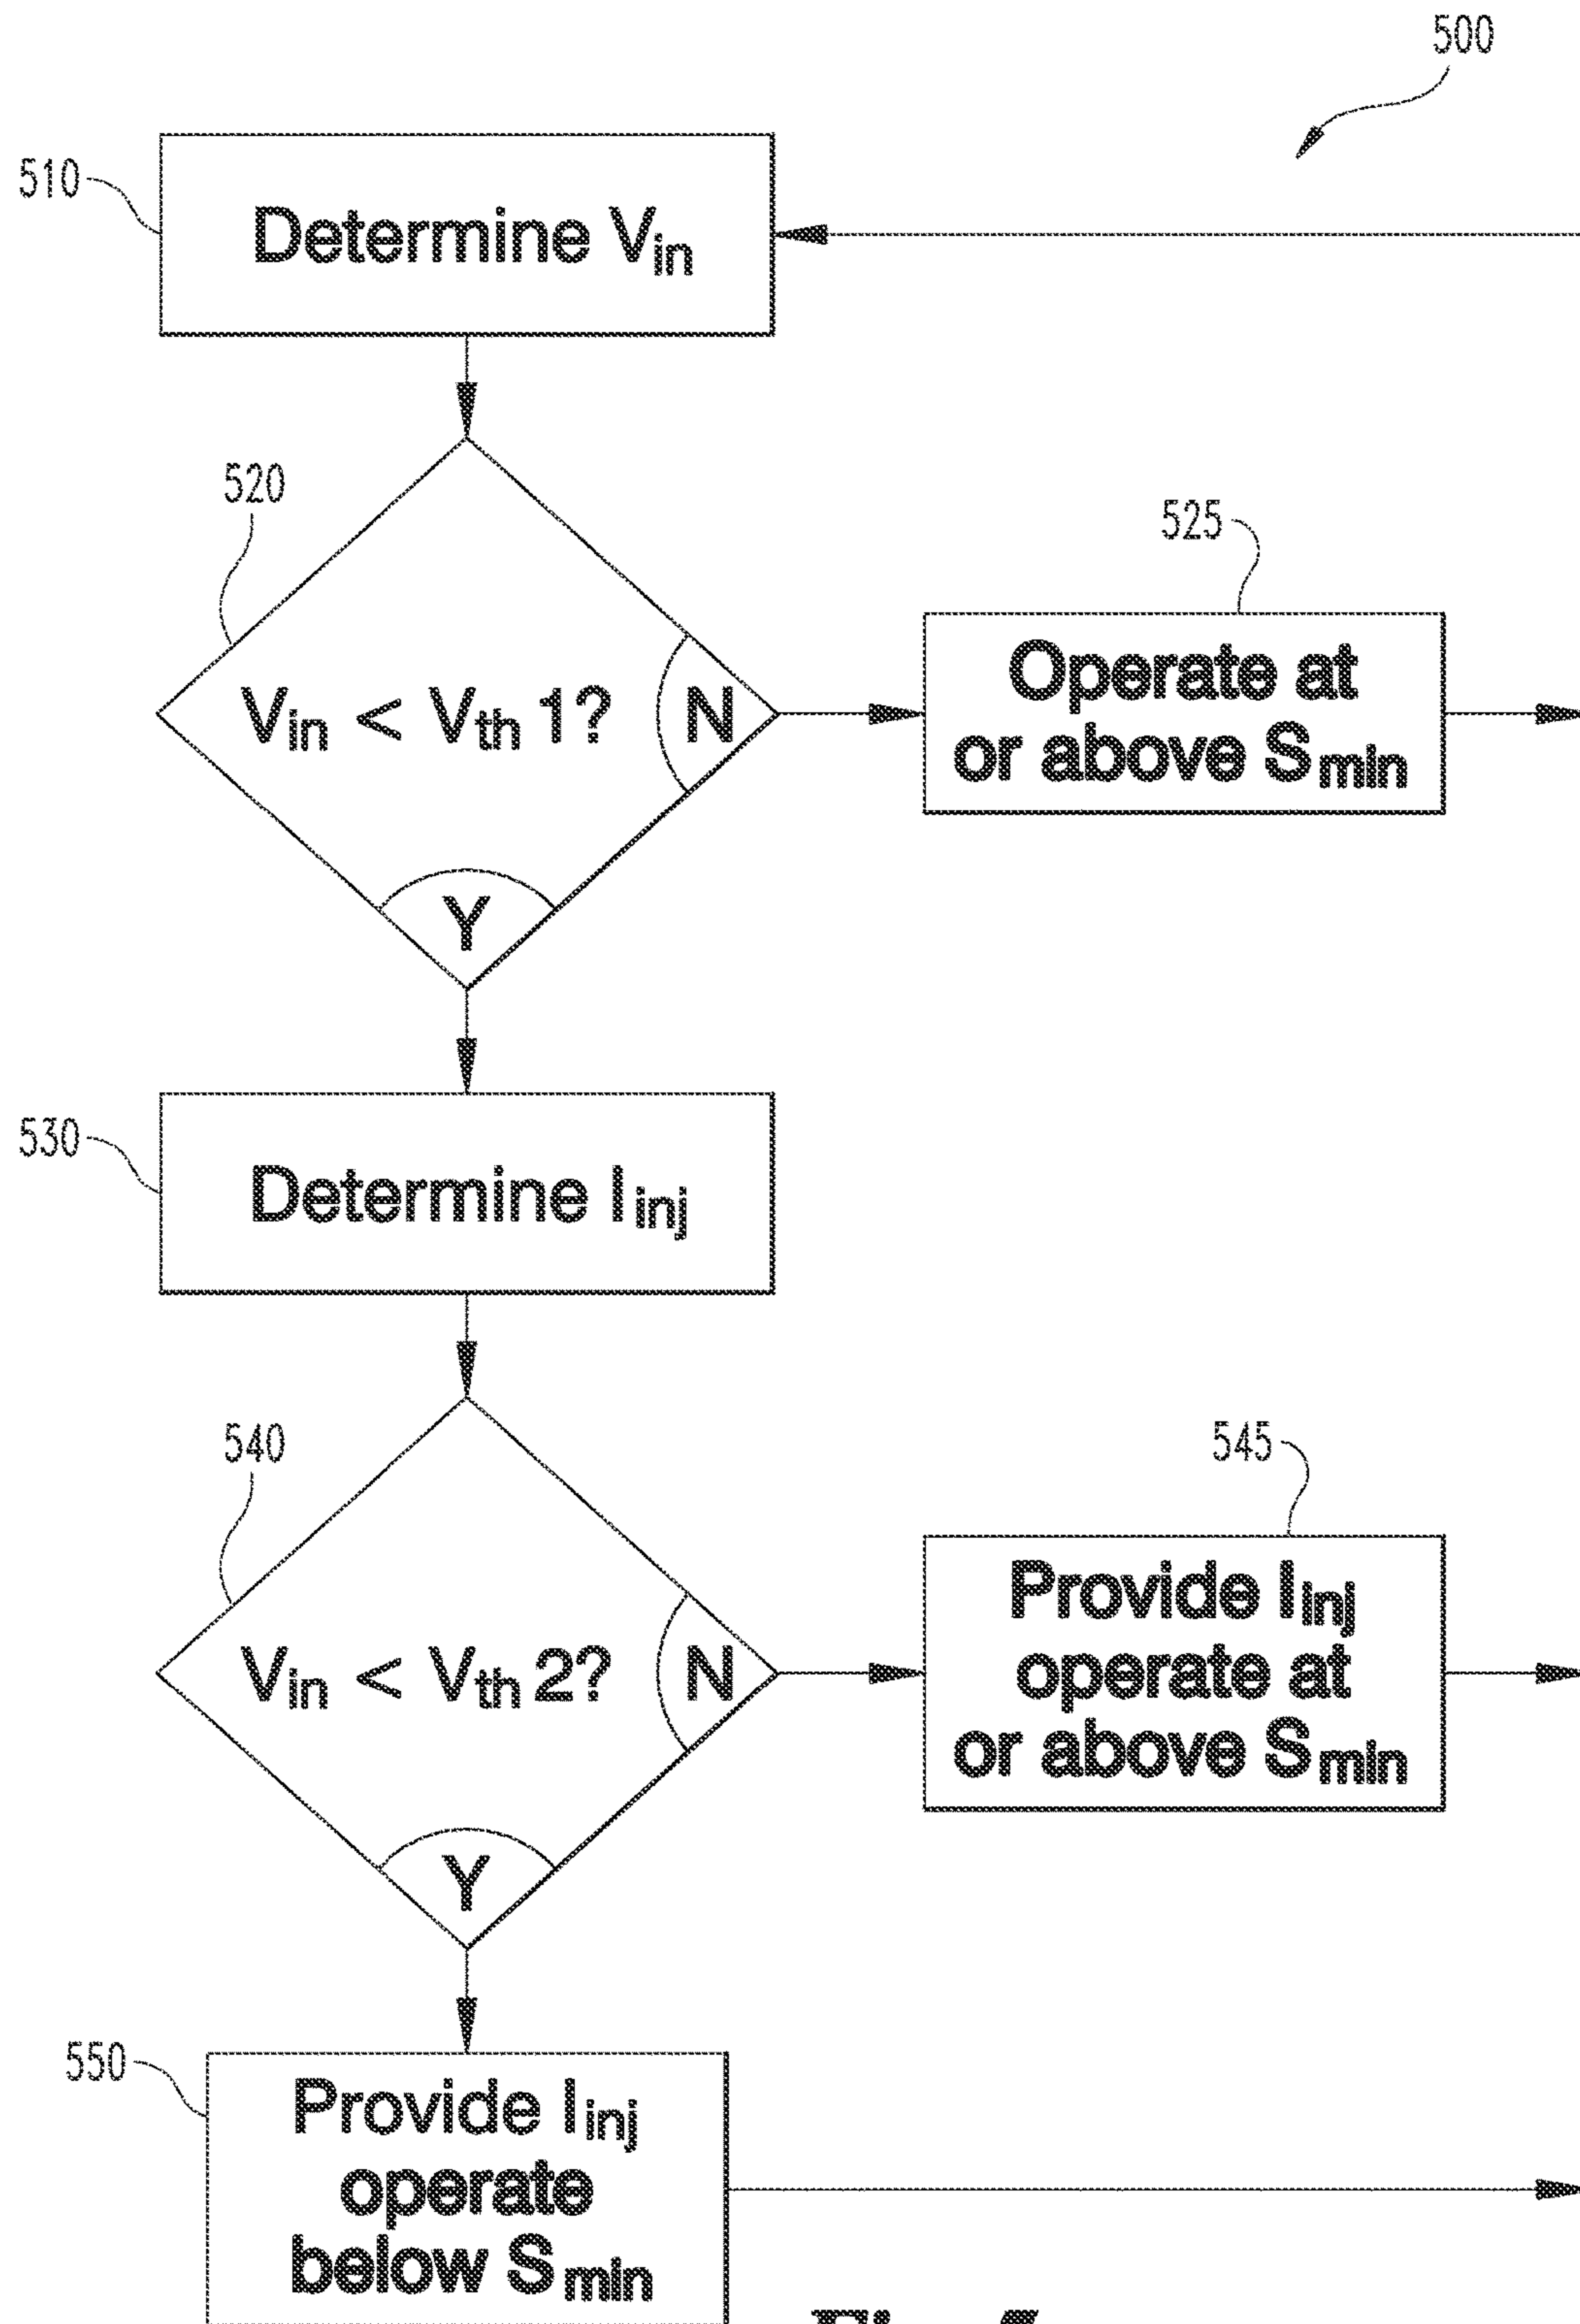 500
510
Determine Vin
520
525
Vin < Vth 1?
N
Operate at
or above Smin
Y
530
Determine Iinj
540
545
Vin < Vth 2?
N
Provide Iinj
operate at
or above Smin
Y
550
Provide Iinj
operate
below Smin